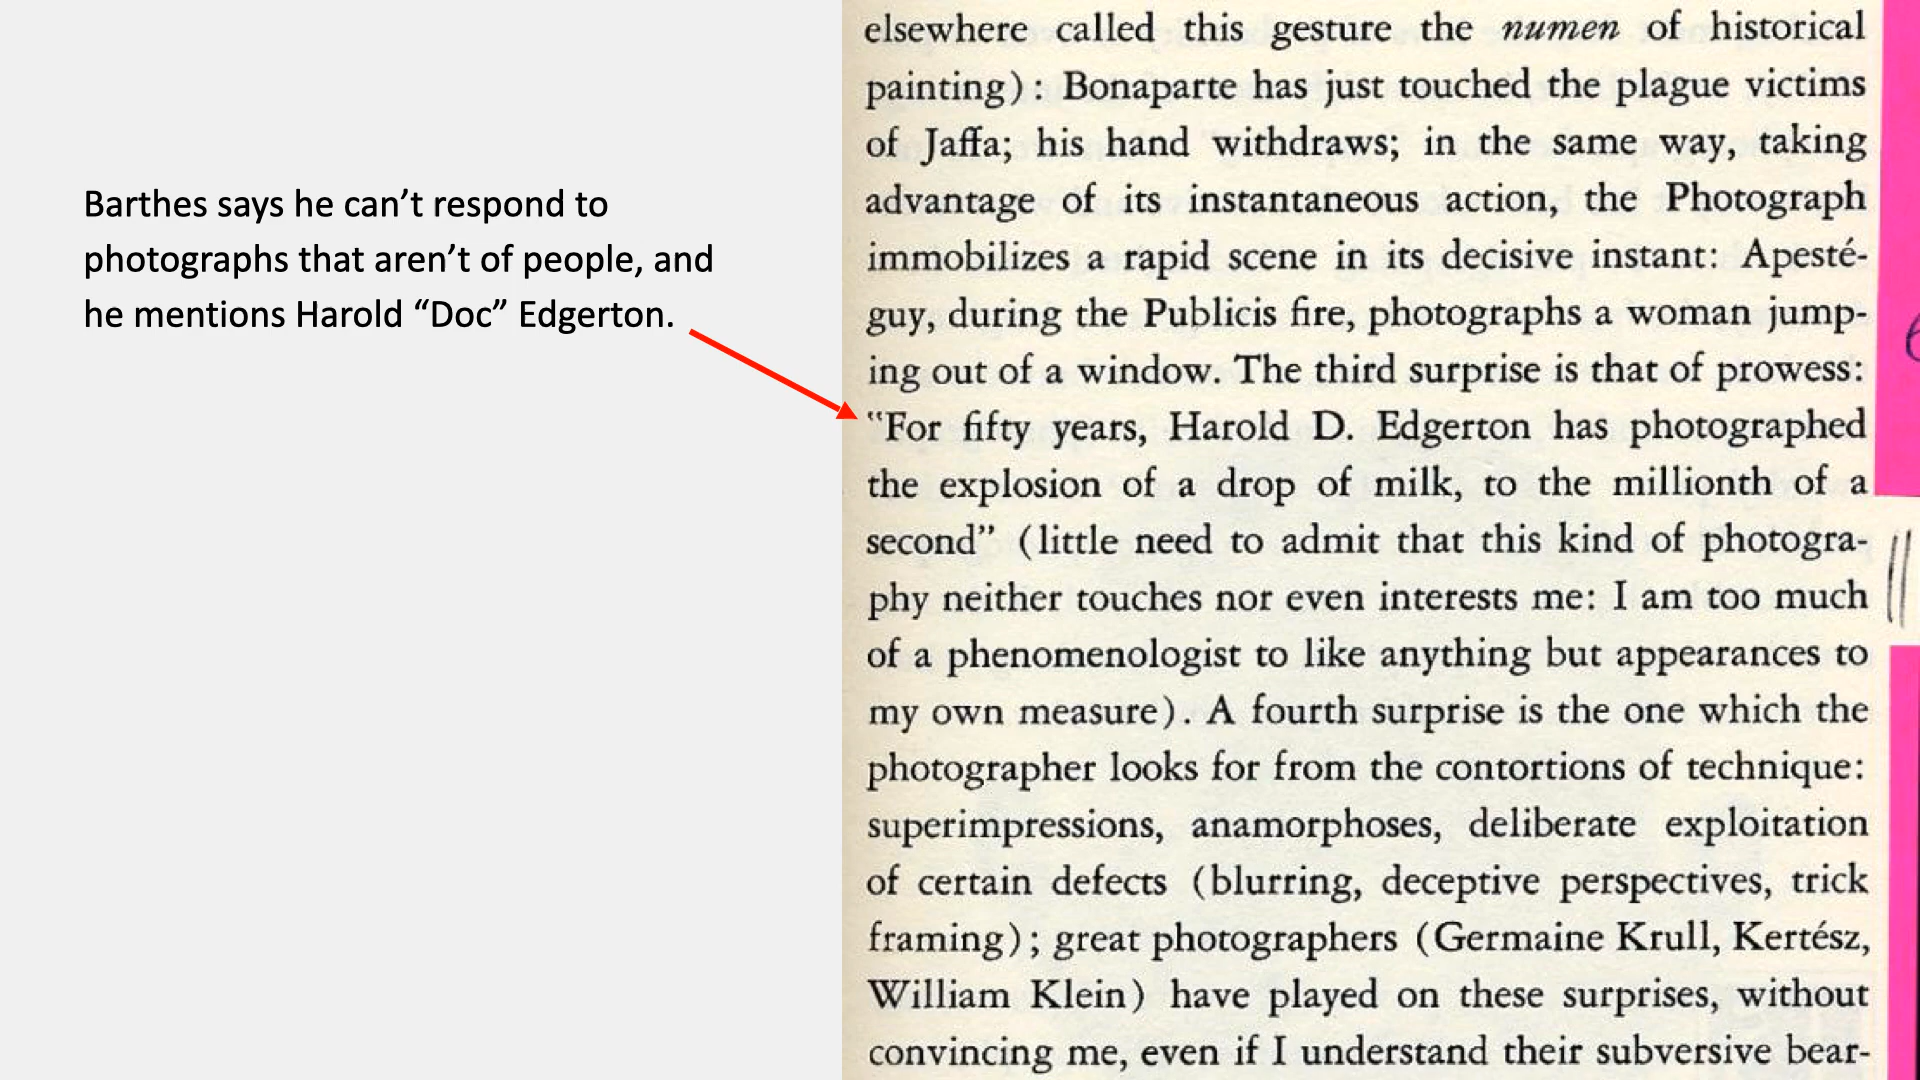 Barthes says he can’t respond to
photographs that aren’t of people, and
he mentions Harold “Doc” Edgerton.
elsewhere called this gesture the numen of historical
painting): Bonaparte has just touched the plague victims
of Jaffa; his hand withdraws; in the same way, taking
advantage of its instantaneous action, the Photograph
immobilizes a rapid scene in its decisive instant: Apesté-
guy, during the Publicis fire, photographs a woman jump-
ing out of a window. The third surprise is that of prowess:
“For fifty years, Harold D. Edgerton has photographed
the explosion of a drop of milk, to the millionth of a
second” (little need to admit that this kind of photogra-
phy neither touches nor even interests me: I am too much
of a phenomenologist to like anything but appearances to
my own measure). A fourth surprise is the one which the
photographer looks for from the contortions of technique:
superimpressions, anamorphoses, deliberate exploitation
of certain defects (blurring, deceptive perspectives, trick
framing); great photographers (Germaine Krull, Kertész,
William Klein) have played on these surprises, without
convincing me, even if I understand their subversive bear-